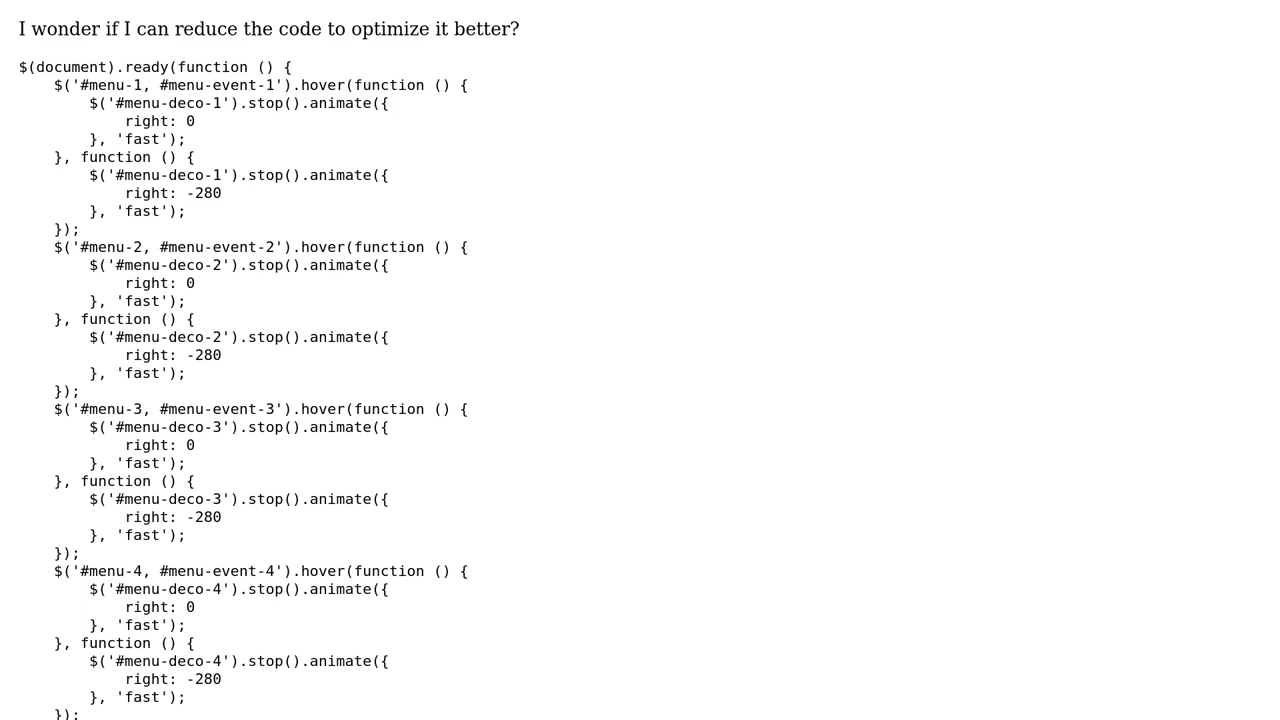 I wonder if I can reduce the code to optimize it better?
$(document).ready(function () {
    $('#menu-1, #menu-event-1').hover(function () {
        $('#menu-deco-1').stop().animate({
            right: 0
        }, 'fast');
    }, function () {
        $('#menu-deco-1').stop().animate({
            right: -280
        }, 'fast');
    });
    $('#menu-2, #menu-event-2').hover(function () {
        $('#menu-deco-2').stop().animate({
            right: 0
        }, 'fast');
    }, function () {
        $('#menu-deco-2').stop().animate({
            right: -280
        }, 'fast');
    });
    $('#menu-3, #menu-event-3').hover(function () {
        $('#menu-deco-3').stop().animate({
            right: 0
        }, 'fast');
    }, function () {
        $('#menu-deco-3').stop().animate({
            right: -280
        }, 'fast');
    });
    $('#menu-4, #menu-event-4').hover(function () {
        $('#menu-deco-4').stop().animate({
            right: 0
        }, 'fast');
    }, function () {
        $('#menu-deco-4').stop().animate({
            right: -280
        }, 'fast');
    });